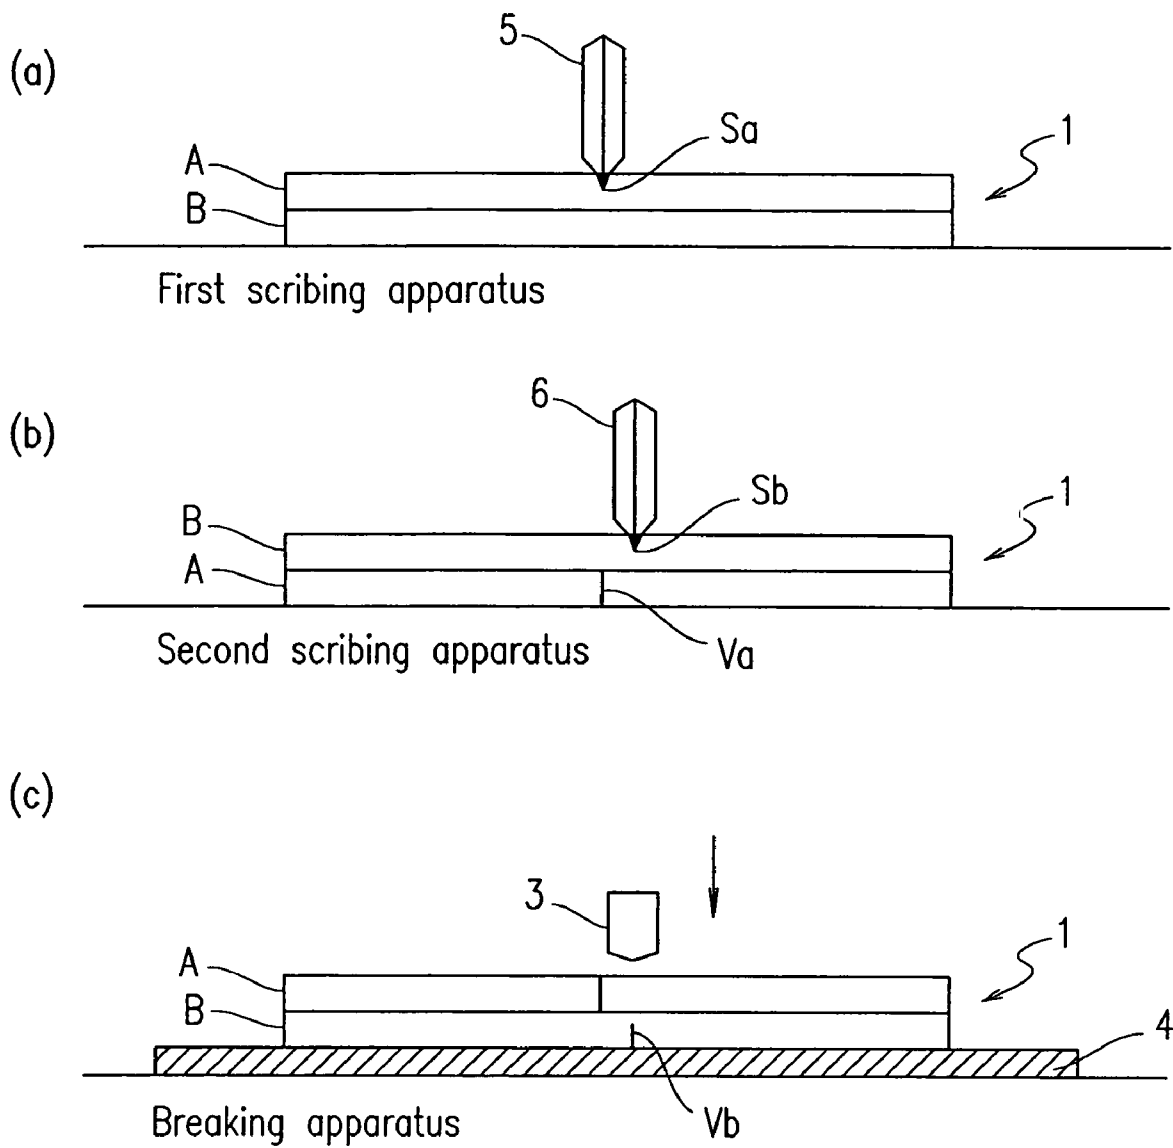 (a)
5
Sa
1
A
B
First scribing apparatus
(b)
6
Sb
1
B
A
Second scribing apparatus
Va
(c)
3
1
A
B
4
Breaking apparatus
Vb